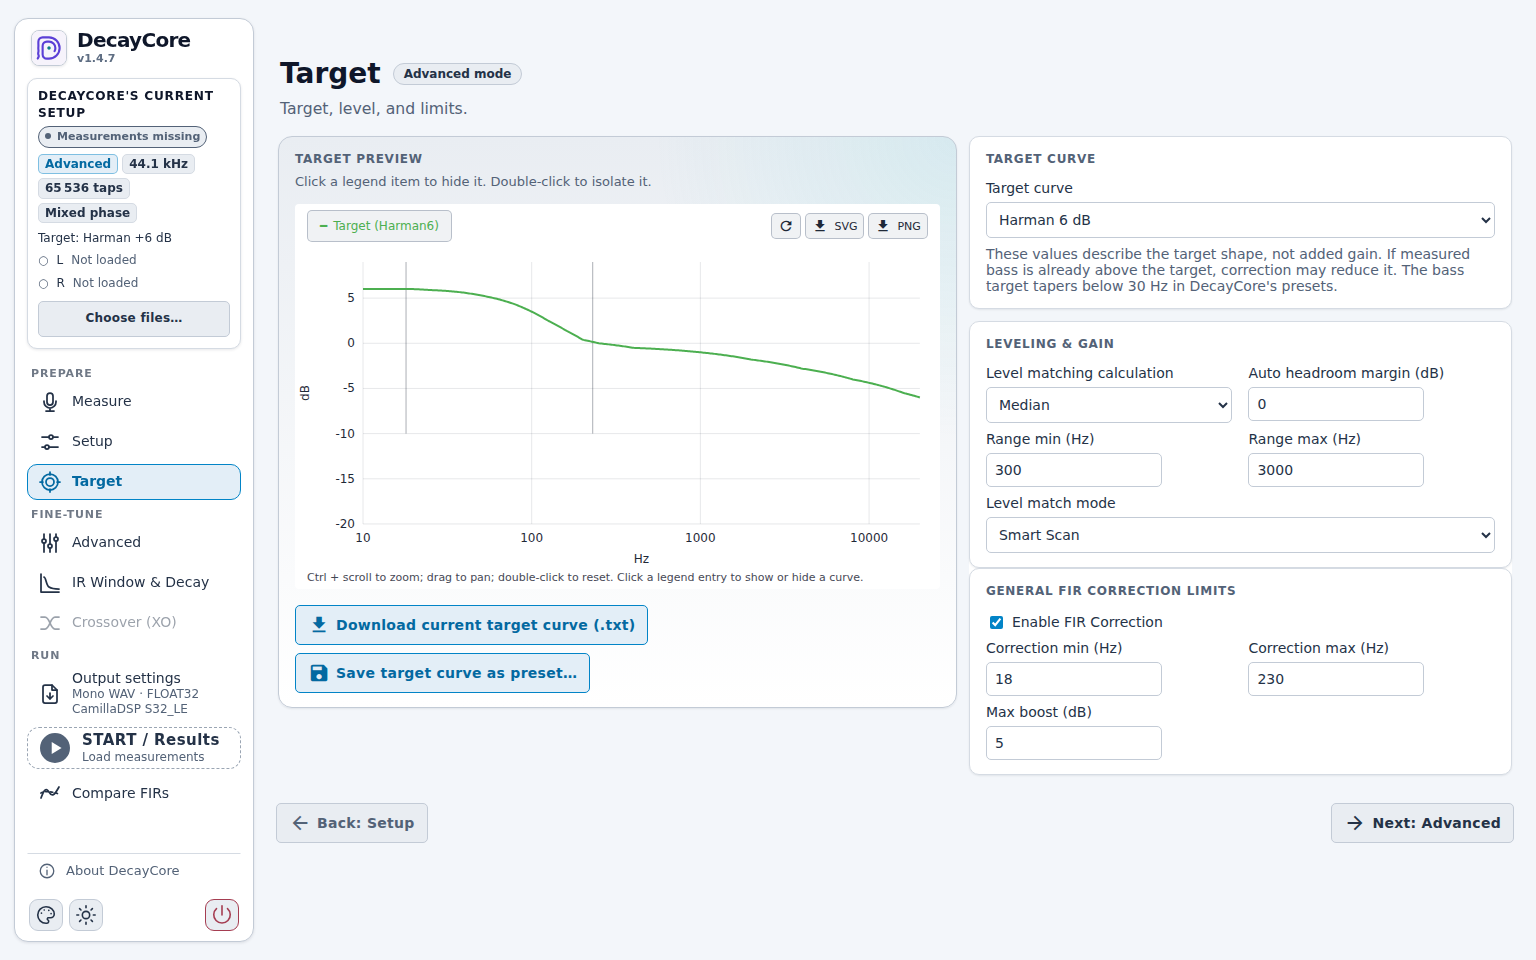 DecayCore
v1.4.7
DECAYCORE'S CURRENT
SETUP
Measurements missing
Advanced
44.1 kHz
65 536 taps
Mixed phase
Target: Harman +6 dB
L Not loaded
R Not loaded
Choose files…
PREPARE
Measure
Setup
Target
FINE-TUNE
Advanced
IR Window & Decay
Crossover (XO)
RUN
Output settings
Mono WAV · FLOAT32
CamillaDSP S32_LE
START / Results
Load measurements
Compare FIRs
About DecayCore
Target
Advanced mode
Target, level, and limits.
TARGET PREVIEW
Click a legend item to hide it. Double-click to isolate it.
Target (Harman6)
SVG
PNG
5
0
-5
-10
-15
-20
dB
10
100
1000
10000
Hz
Ctrl + scroll to zoom; drag to pan; double-click to reset. Click a legend entry to show or hide a curve.
Download current target curve (.txt)
Save target curve as preset…
TARGET CURVE
Target curve
Harman 6 dB
These values describe the target shape, not added gain. If measured
bass is already above the target, correction may reduce it. The bass
target tapers below 30 Hz in DecayCore's presets.
LEVELING & GAIN
Level matching calculation
Auto headroom margin (dB)
Median
0
Range min (Hz)
Range max (Hz)
300
3000
Level match mode
Smart Scan
GENERAL FIR CORRECTION LIMITS
Enable FIR Correction
Correction min (Hz)
Correction max (Hz)
18
230
Max boost (dB)
5
Back: Setup
Next: Advanced